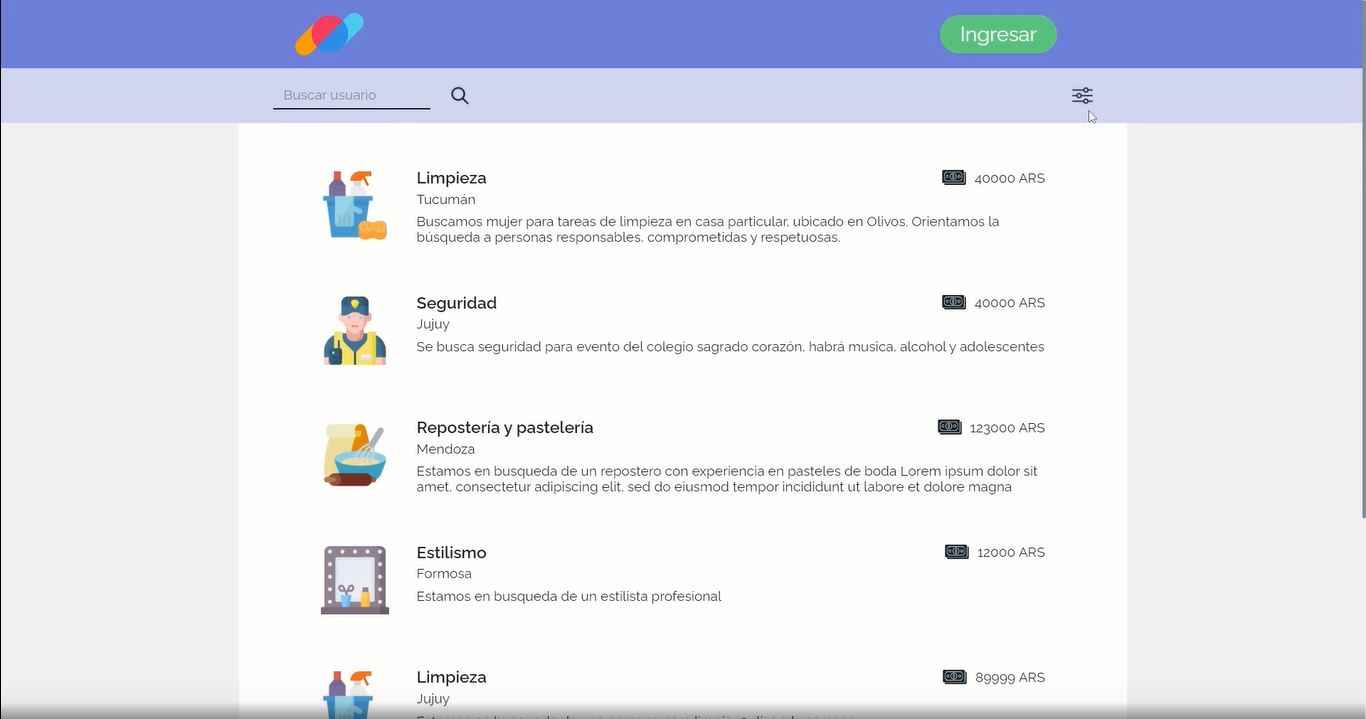 Ingresar
Buscar usuario
Limpieza
40000 ARS
Tucumán
Buscamos mujer para tareas de limpieza en casa particular, ubicado en Olivos. Orientamos la
búsqueda a personas responsables, comprometidas y respetuosas.
Seguridad
40000 ARS
Jujuy
Se busca seguridad para evento del colegio sagrado corazón, habrá musica, alcohol y adolescentes
Repostería y pastelería
123000 ARS
Mendoza
Estamos en busqueda de un repostero con experiencia en pasteles de boda Lorem ipsum dolor sit
amet, consectetur adipiscing elit, sed do eiusmod tempor incididunt ut labore et dolore magna
Estilismo
12000 ARS
Formosa
Estamos en busqueda de un estilista profesional
Limpieza
89999 ARS
Jujuy